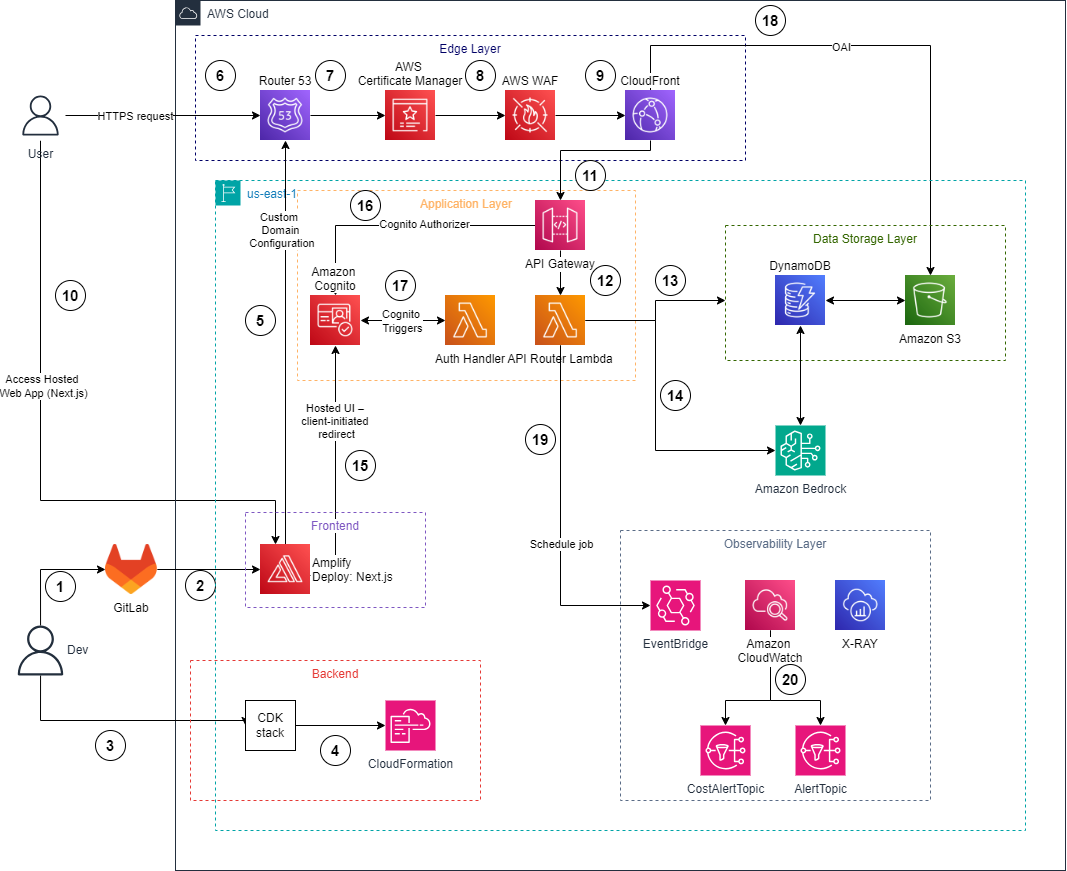 AWS Cloud
18
Edge Layer
OAI
6
Router 53
7
AWS
Certificate Manager
8
AWS WAF
9
CloudFront
53
HTTPS request
User
11
us-east-1
16
Application Layer
Custom
Domain
Configuration
Cognito Authorizer
API Gateway
Data Storage Layer
Amazon
Cognito
17
12
13
DynamoDB
10
5
Cognito
Triggers
Auth Handler
API Router Lambda
Amazon S3
Access Hosted
Web App (Next.js)
14
Hosted UI –
client-initiated
redirect
19
15
Amazon Bedrock
Frontend
Schedule job
Observability Layer
Amplify
Deploy: Next.js
1
2
GitLab
EventBridge
Amazon
CloudWatch
X-RAY
Dev
Backend
20
CDK
stack
3
4
CloudFormation
CostAlertTopic
AlertTopic